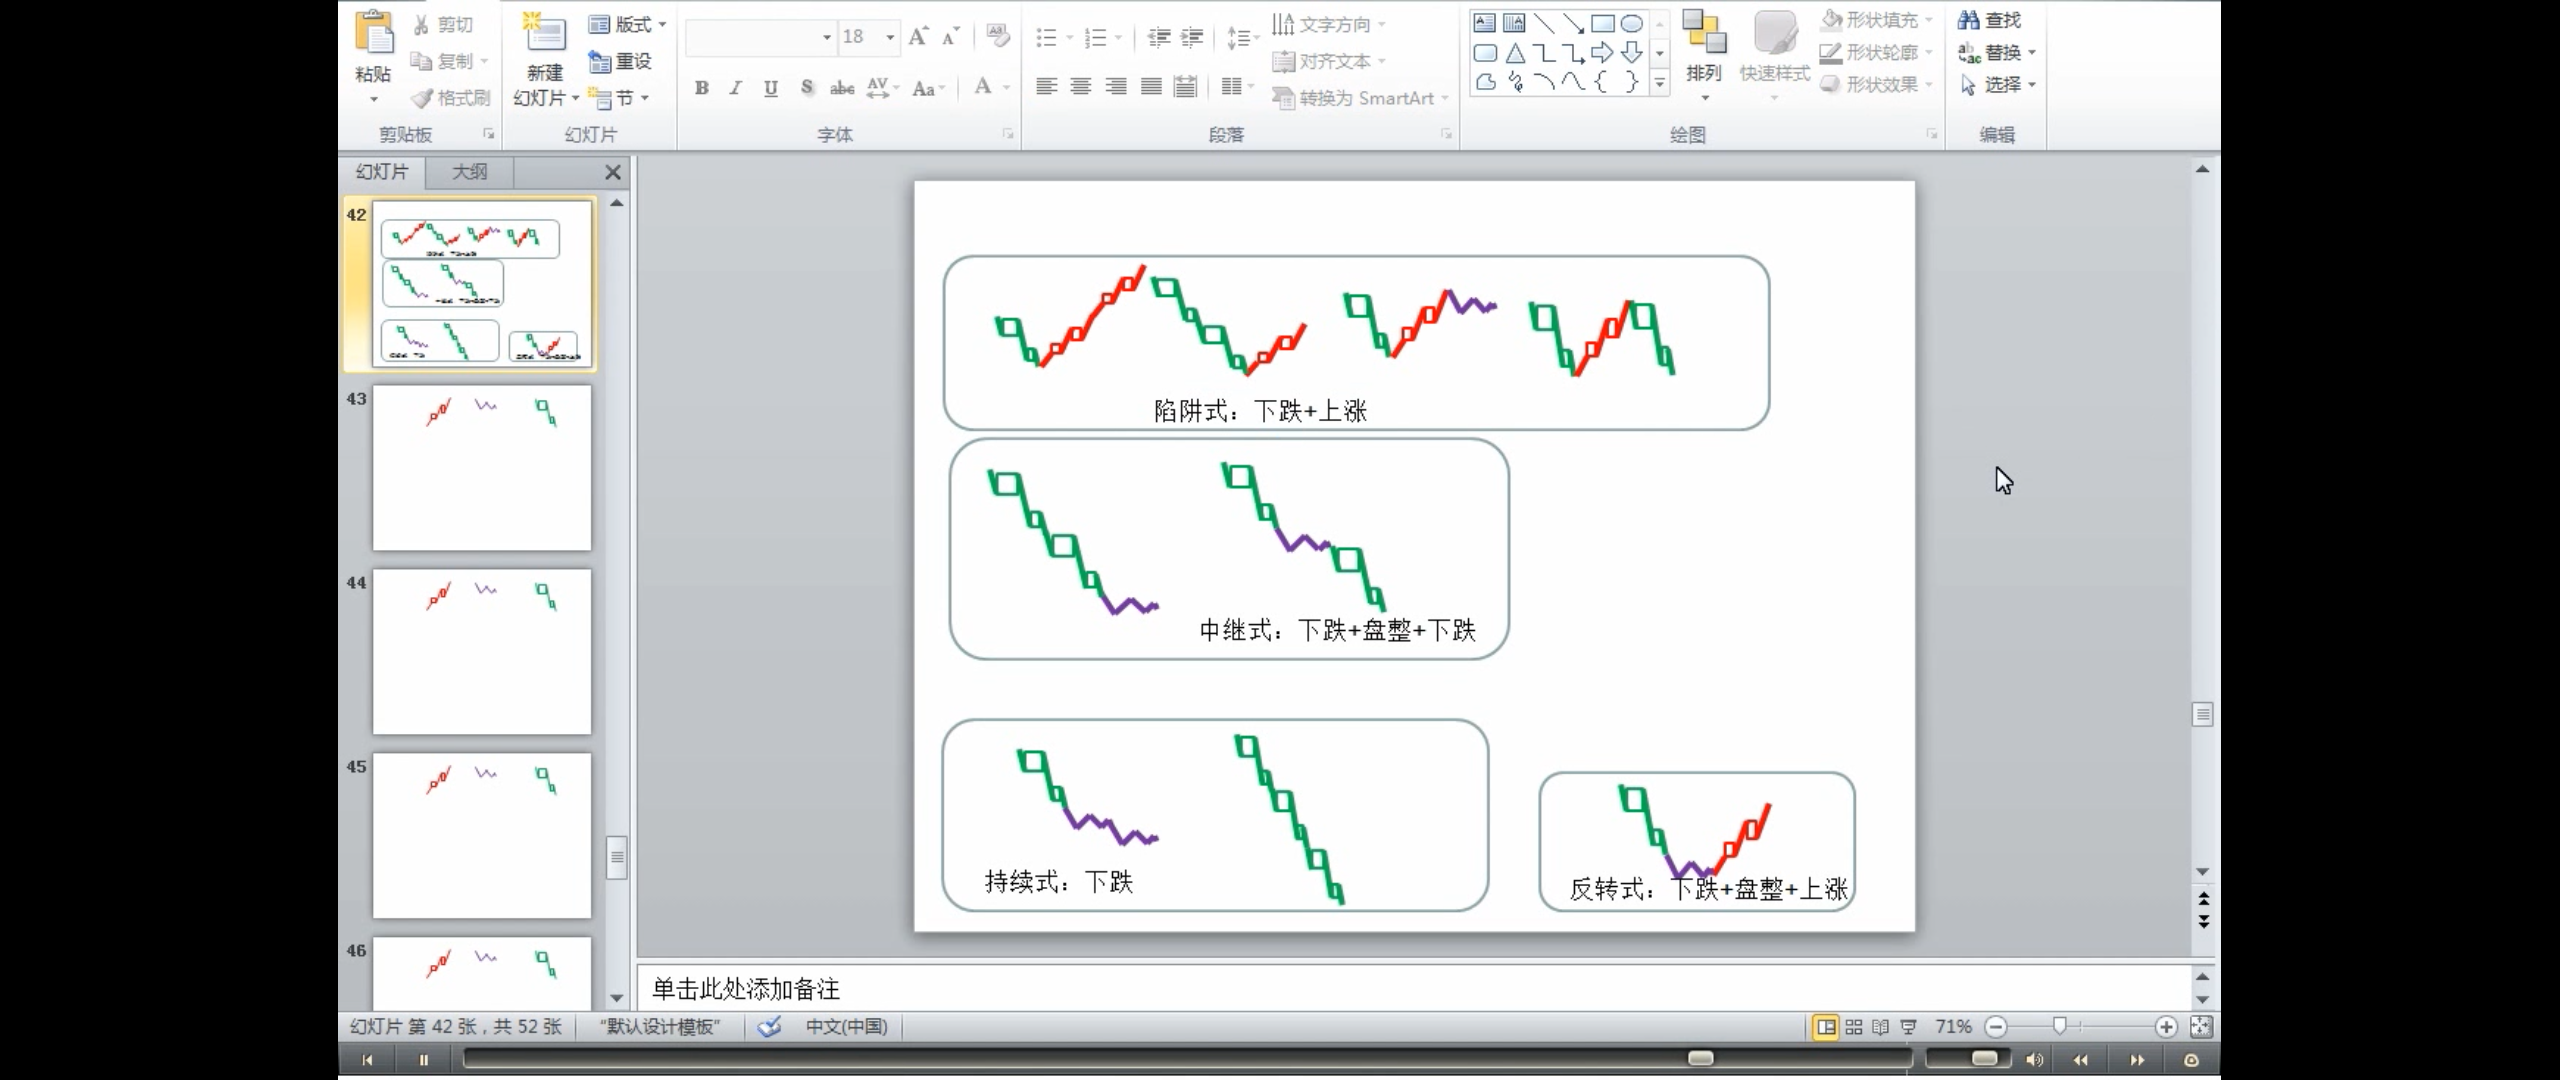 剪切
复制
格式刷
粘贴
剪贴板
新建
幻灯片
版式
重设
节
幻灯片
18
B I U S abc AV Aa A
字体
文字方向
对齐文本
转换为 SmartArt
段落
排列
快速样式
形状填充
形状轮廓
形状效果
绘图
查找
替换
选择
编辑
幻灯片
大纲
42
43
44
45
46
陷阱式：下跌+上涨
中继式：下跌+盘整+下跌
持续式：下跌
反转式：下跌+盘整+上涨
单击此处添加备注
幻灯片 第 42 张，共 52 张
“默认设计模板”
中文(中国)
71%